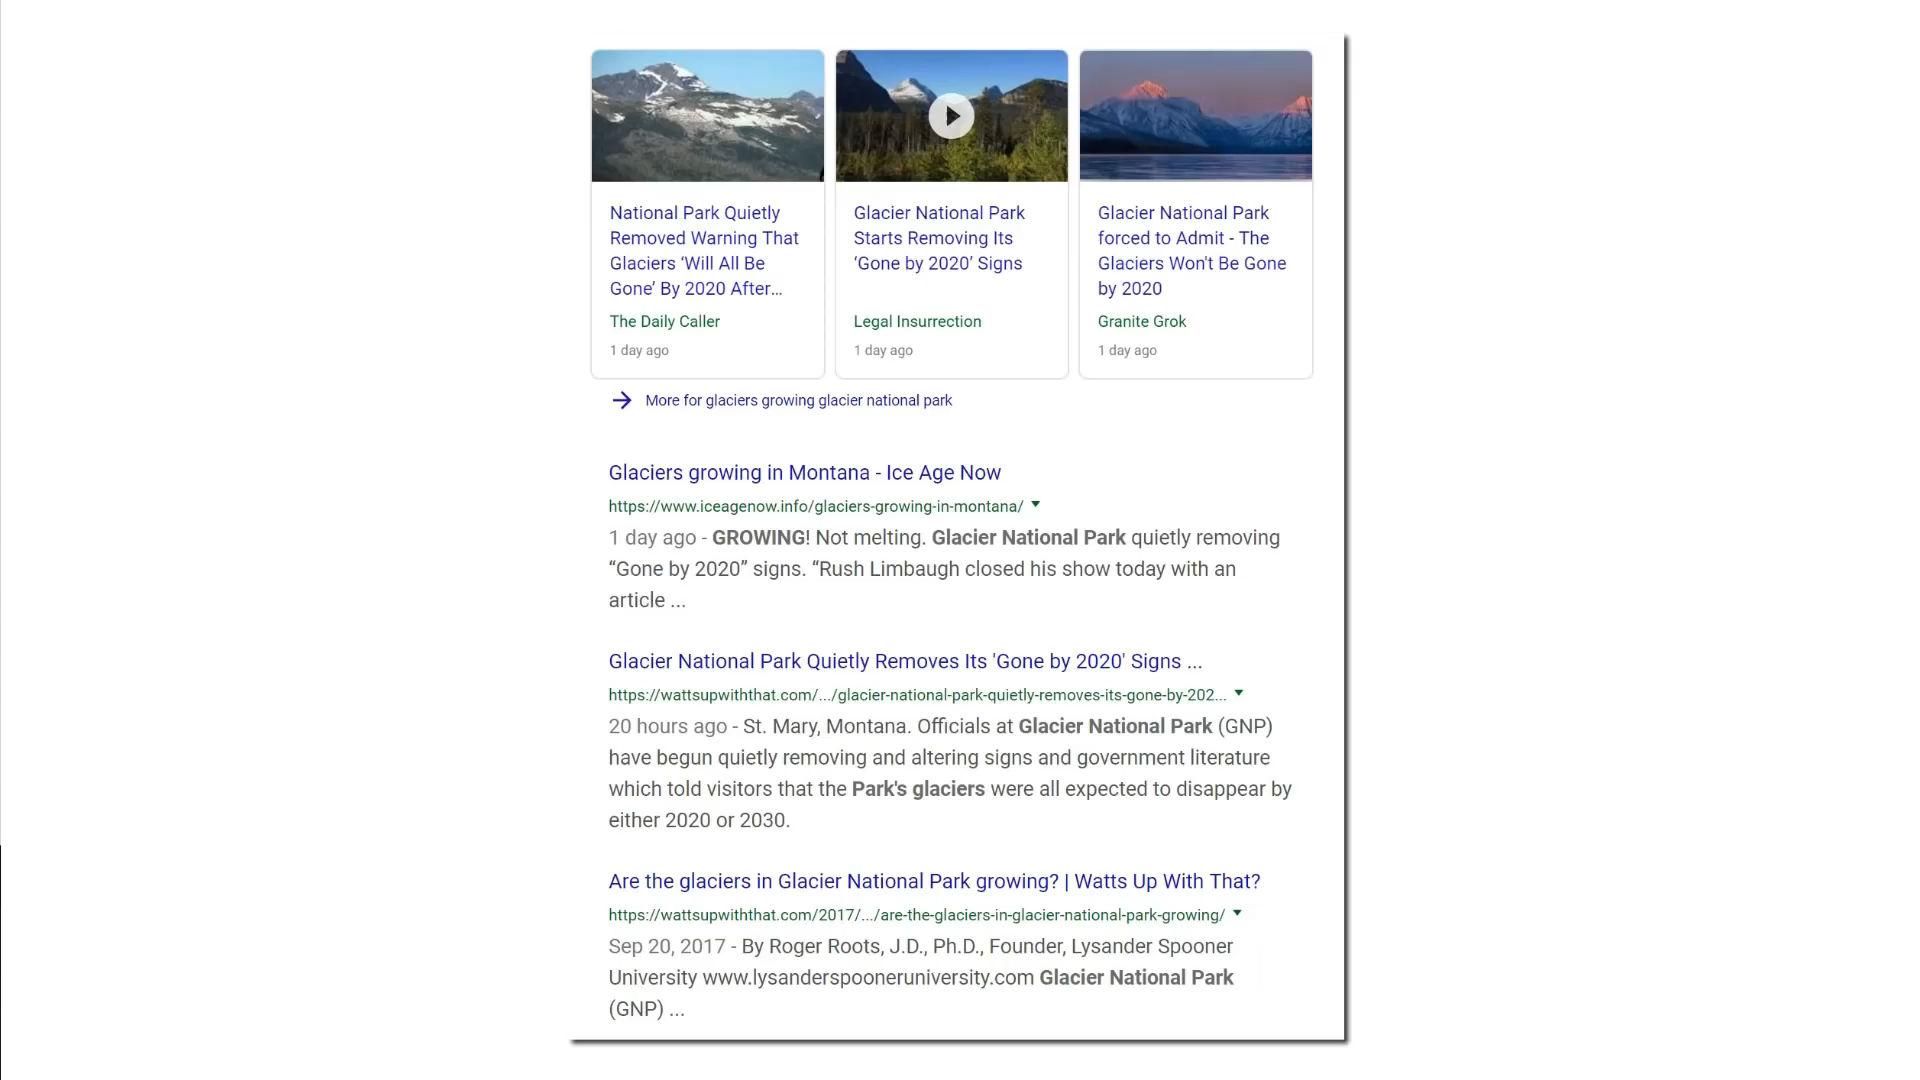 National Park Quietly
Removed Warning That
Glaciers ‘Will All Be
Gone’ By 2020 After...
The Daily Caller
1 day ago
Glacier National Park
Starts Removing Its
‘Gone by 2020’ Signs
Legal Insurrection
1 day ago
Glacier National Park
forced to Admit - The
Glaciers Won't Be Gone
by 2020
Granite Grok
1 day ago
More for glaciers growing glacier national park
Glaciers growing in Montana - Ice Age Now
https://www.iceagenow.info/glaciers-growing-in-montana/
1 day ago - GROWING! Not melting. Glacier National Park quietly removing
“Gone by 2020” signs. “Rush Limbaugh closed his show today with an
article ...
Glacier National Park Quietly Removes Its 'Gone by 2020' Signs ...
https://wattsupwiththat.com/.../glacier-national-park-quietly-removes-its-gone-by-202...
20 hours ago - St. Mary, Montana. Officials at Glacier National Park (GNP)
have begun quietly removing and altering signs and government literature
which told visitors that the Park's glaciers were all expected to disappear by
either 2020 or 2030.
Are the glaciers in Glacier National Park growing? | Watts Up With That?
https://wattsupwiththat.com/2017/.../are-the-glaciers-in-glacier-national-park-growing/
Sep 20, 2017 - By Roger Roots, J.D., Ph.D., Founder, Lysander Spooner
University www.lysanderspooneruniversity.com Glacier National Park
(GNP) ...